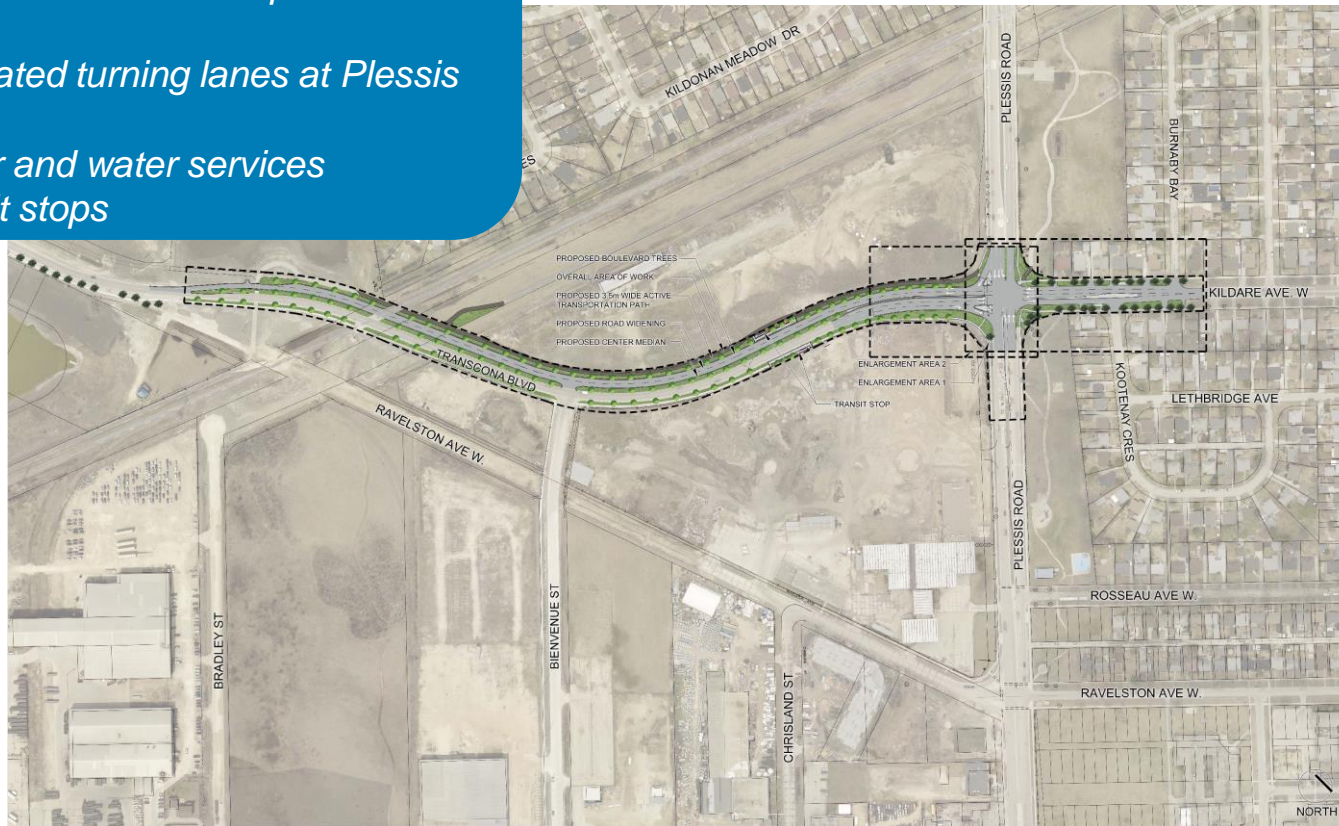 ated turning lanes at Plessis
r and water services
t stops
KILDONAN MEADOW DR
PLESSIS ROAD
BURNABY BAY
ES
PROPOSED BOULEVARD TREES
OVERALL AREA OF WORK
PROPOSED 3.5m WIDE ACTIVE
TRANSPORTATION PATH
PROPOSED ROAD WIDENING
PROPOSED CENTER MEDIAN
KILDARE AVE. W
TRANSCONA BLVD
ENLARGEMENT AREA 2
ENLARGEMENT AREA 1
TRANSIT STOP
KOOTENAY CRES
LETHBRIDGE AVE
RAVELSTON AVE W.
BRADLEY ST
BIENVENUE ST
PLESSIS ROAD
CHRISLAND ST
ROSSEAU AVE W.
RAVELSTON AVE W.
NORTH